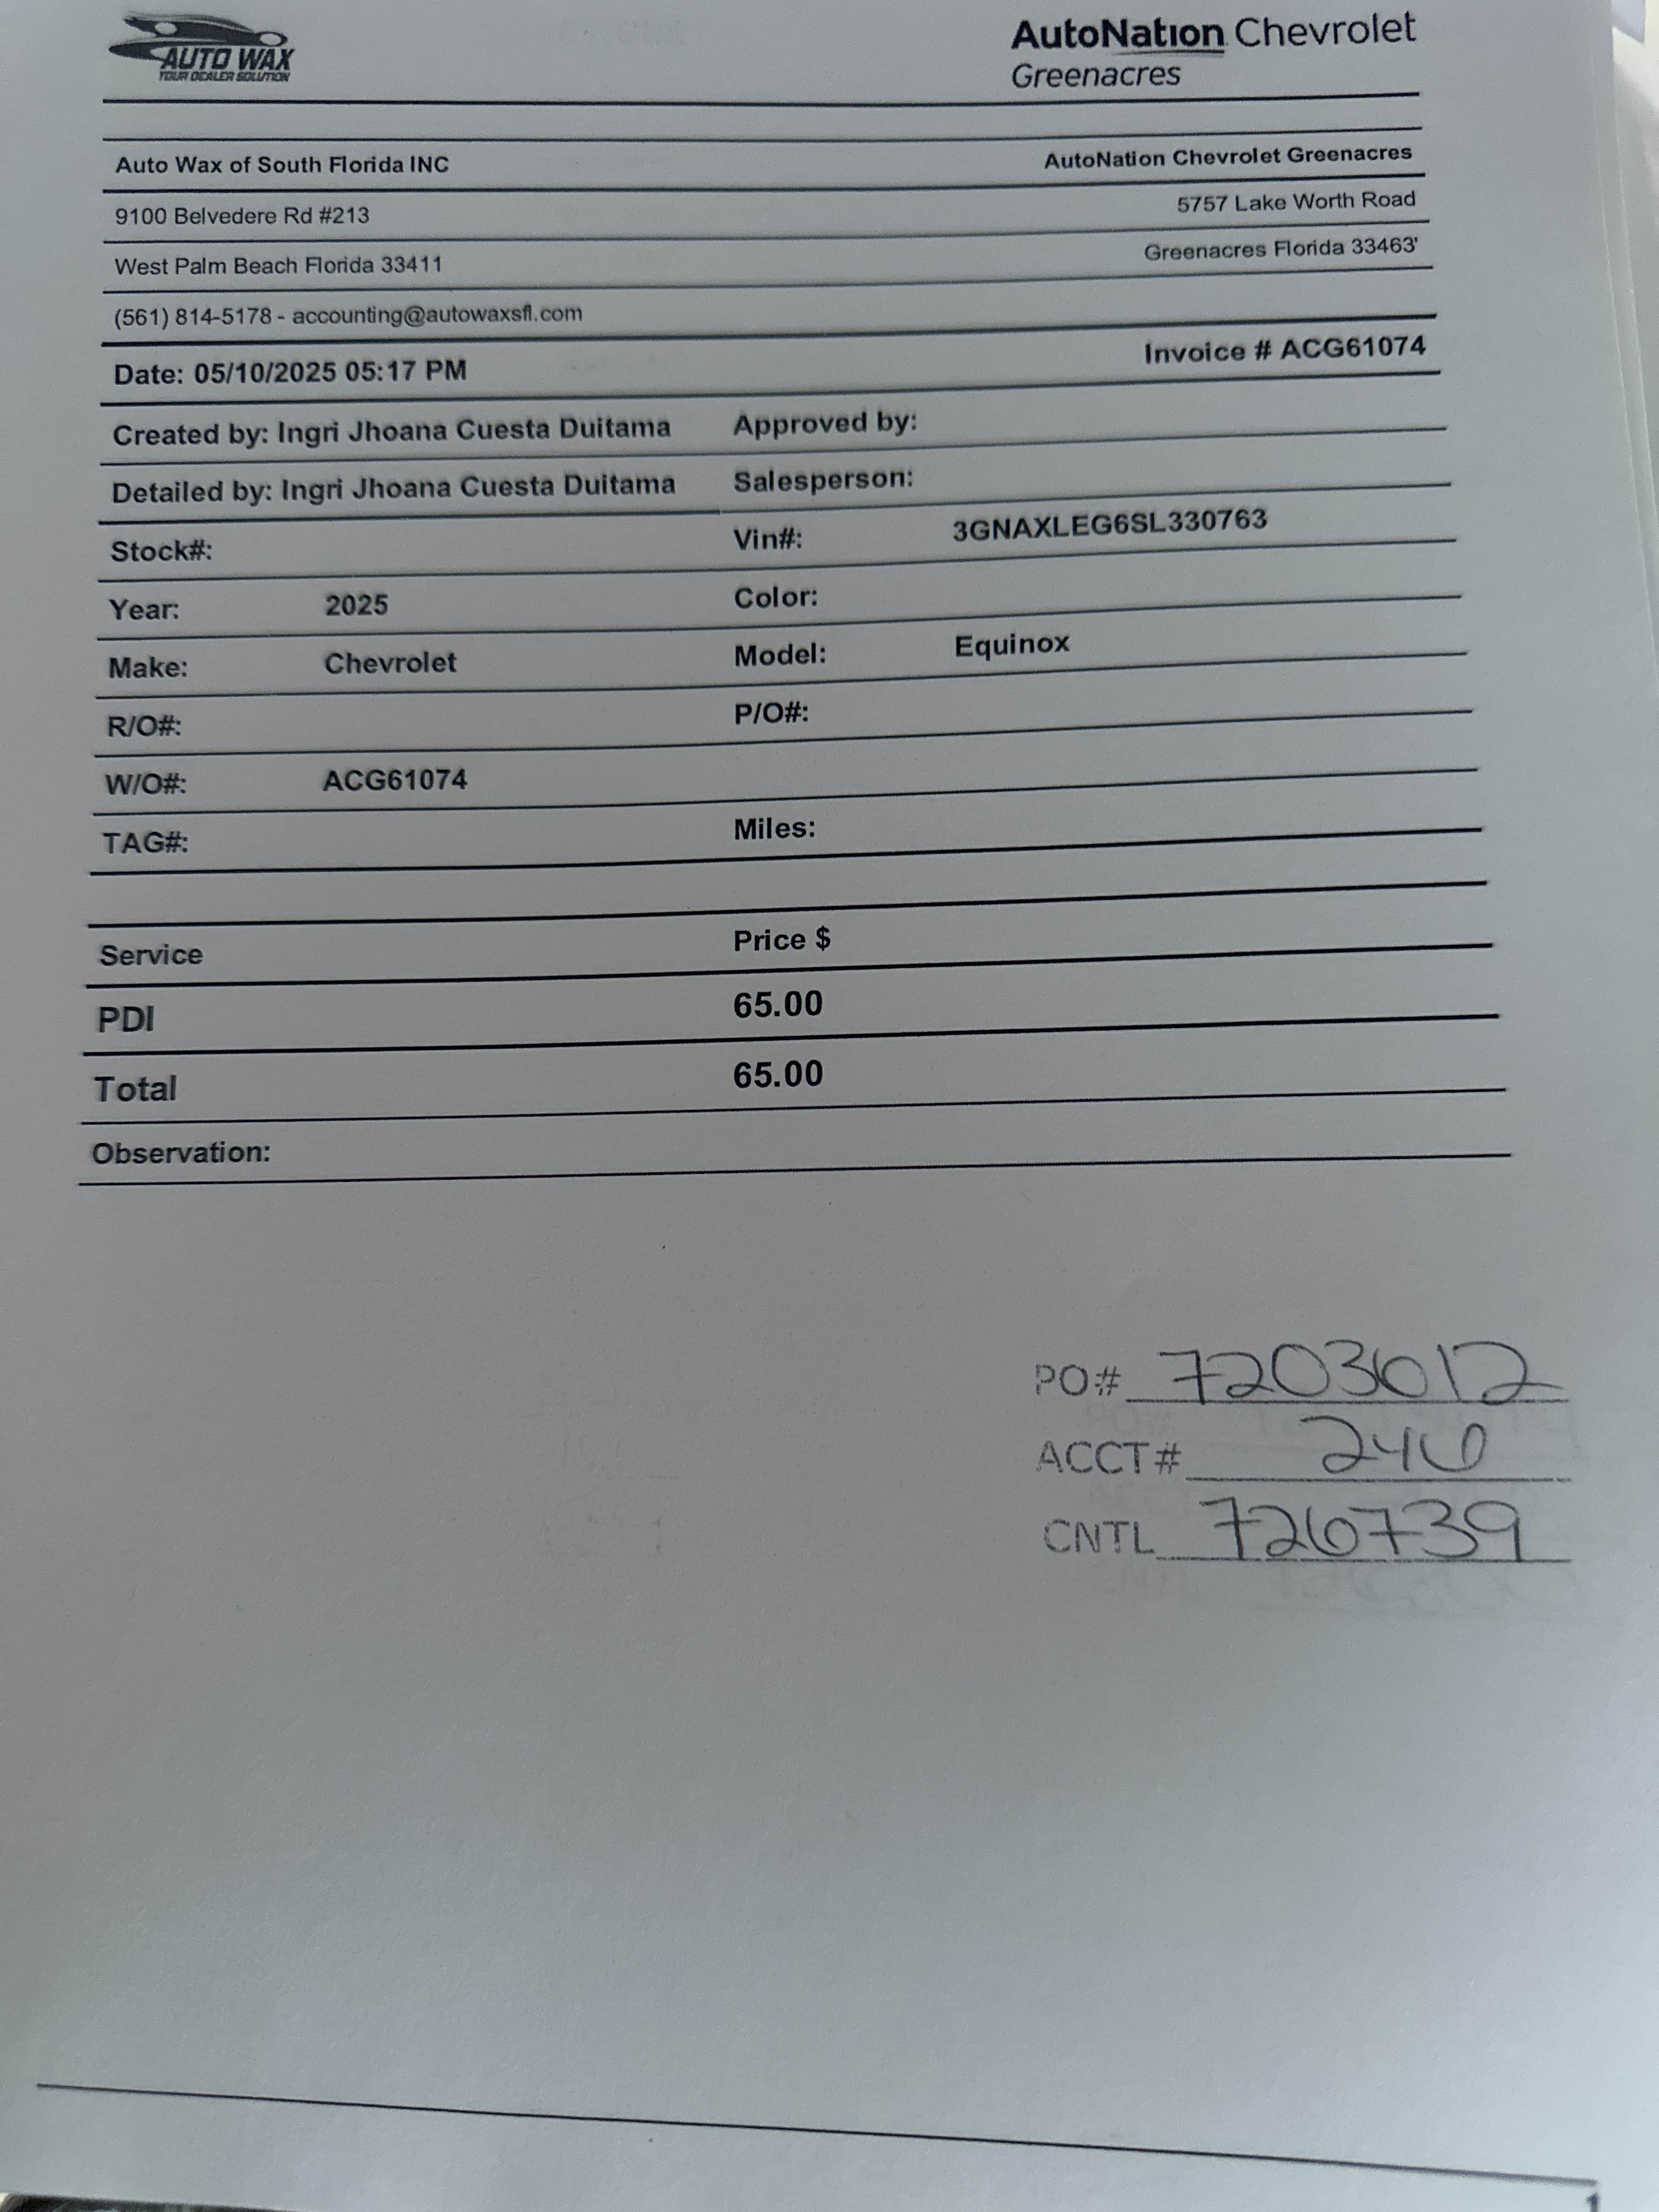 AUTO WAX
YOUR DEALER SOLUTION
AutoNation Chevrolet
Greenacres
Auto Wax of South Florida INC
AutoNation Chevrolet Greenacres
9100 Belvedere Rd #213
5757 Lake Worth Road
West Palm Beach Florida 33411
Greenacres Florida 33463'
(561) 814-5178 - accounting@autowaxsfl.com
Date: 05/10/2025 05:17 PM Invoice # ACG61074
Created by: Ingri Jhoana Cuesta Duitama Approved by:
Detailed by: Ingri Jhoana Cuesta Duitama Salesperson:
Stock#: Vin#: 3GNAXLEG6SL330763
Year: 2025 Color:
Make: Chevrolet Model: Equinox
R/O#: P/O#:
W/O#: ACG61074
TAG#: Miles:
Service Price $
PDI 65.00
Total 65.00
Observation:
PO# 7203612
ACCT# 246
CNTL 726739